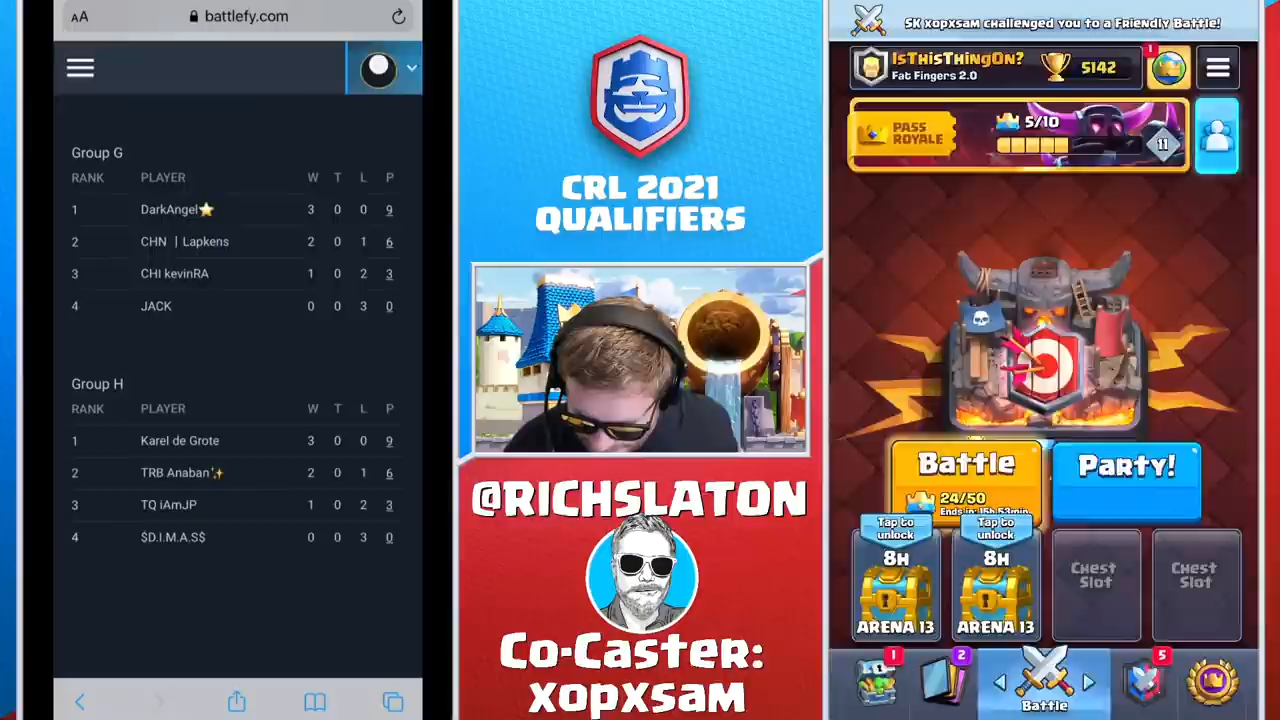 AA battlefy.com
Group G
RANK PLAYER W T L P
1 DarkAngel⭐ 3 0 0 9
2 CHN | Lapkens 2 0 1 6
3 CHI kevinRA 1 0 2 3
4 JACK 0 0 3 0
Group H
RANK PLAYER W T L P
1 Karel de Grote 3 0 0 9
2 TRB Anaban✨ 2 0 1 6
3 TQ iAmJP 1 0 2 3
4 $D.I.M.A.S$ 0 0 3 0
CRL 2021
QUALIFIERS
@RICHSLATON
Co-Caster:
xopxsam
SK xopxsam challenged you to a Friendly Battle!
IsThisThingOn?
Fat Fingers 2.0
5142
1
PASS
ROYALE
5/10
11
Battle
24/50
Ends in: 15h 53min
Party!
Tap to
unlock
8H
ARENA 13
Tap to
unlock
8H
ARENA 13
Chest
Slot
Chest
Slot
1
2
Battle
5